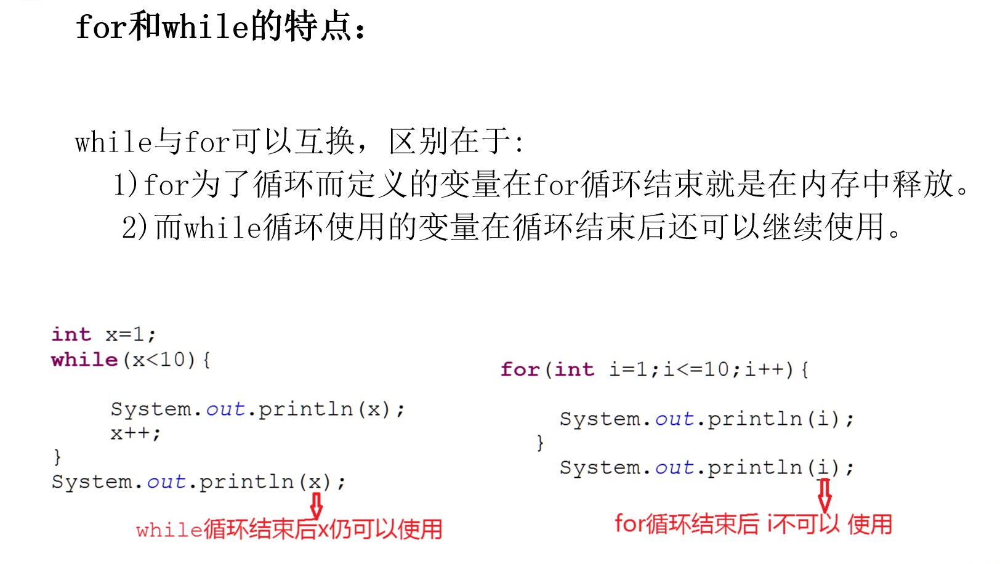 for和while的特点：
while与for可以互换，区别在于：
1)for为了循环而定义的变量在for循环结束就是在内存中释放。
2)而while循环使用的变量在循环结束后还可以继续使用。
int x=1;
while(x<10){
System.out.println(x);
x++;
}
System.out.println(x);
while循环结束后x仍可以使用
for(int i=1;i<=10;i++){
System.out.println(i);
}
System.out.println(i);
for循环结束后 i不可以 使用